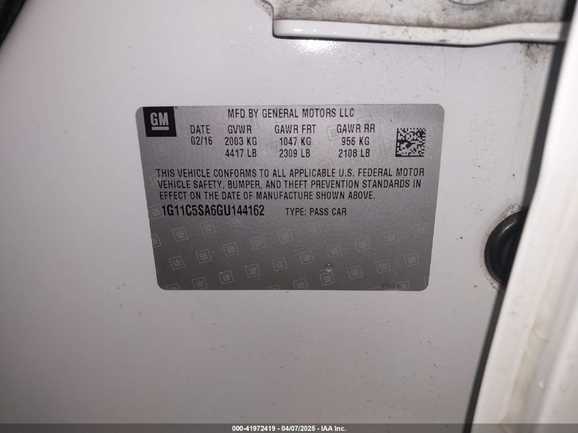 GM
MFD. BY GENERAL MOTORS LLC
DATE GVWR GAWR FRT GAWR RR
02/16 2003 KG 1047 KG 956 KG
4417 LB 2309 LB 2108 LB
THIS VEHICLE CONFORMS TO ALL APPLICABLE U.S. FEDERAL MOTOR
VEHICLE SAFETY, BUMPER, AND THEFT PREVENTION STANDARDS IN
EFFECT ON THE DATE OF MANUFACTURE SHOWN ABOVE.
1G11C5SA6GU144162 TYPE: PASS CAR
000-41972419 - 04/07/2025 - IAA Inc.